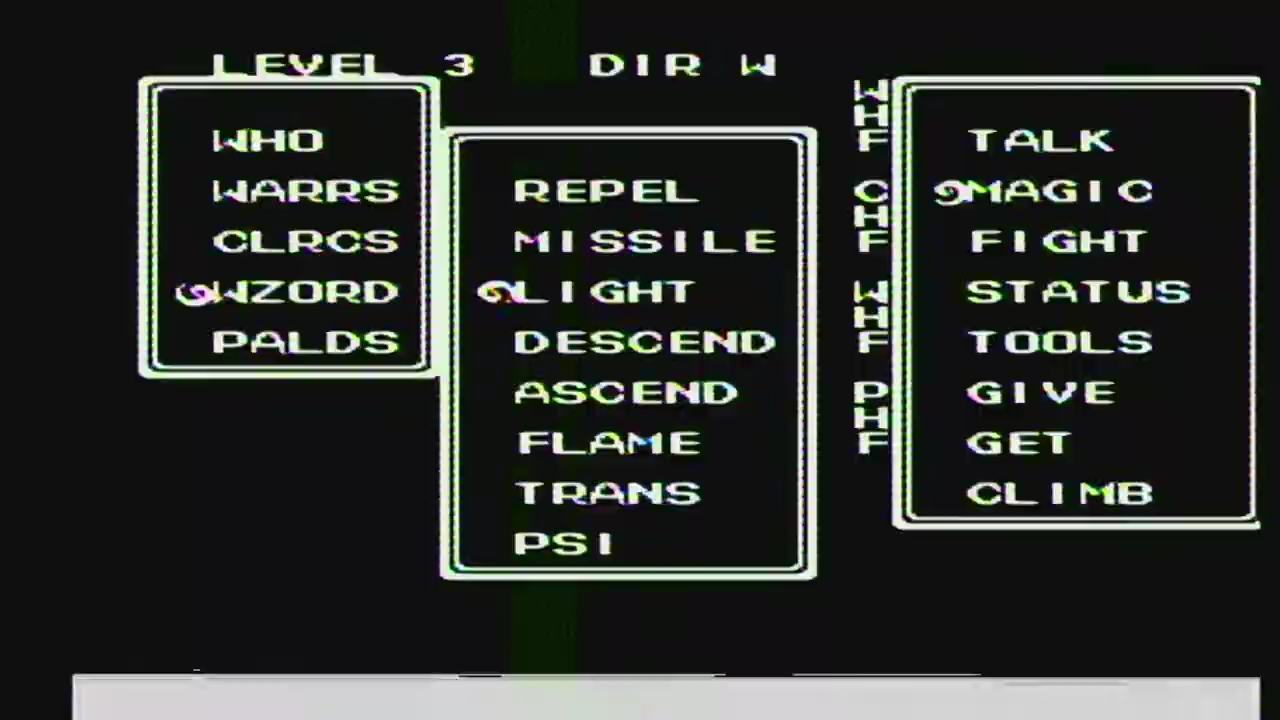 LEVEL 3 DIR W
WHO
WARRS
CLRCS
WZORD
PALDS
REPEL
MISSILE
LIGHT
DESCEND
ASCEND
FLAME
TRANS
PSI
W
H
F
C
H
F
W
H
F
P
H
F
TALK
MAGIC
FIGHT
STATUS
TOOLS
GIVE
GET
CLIMB